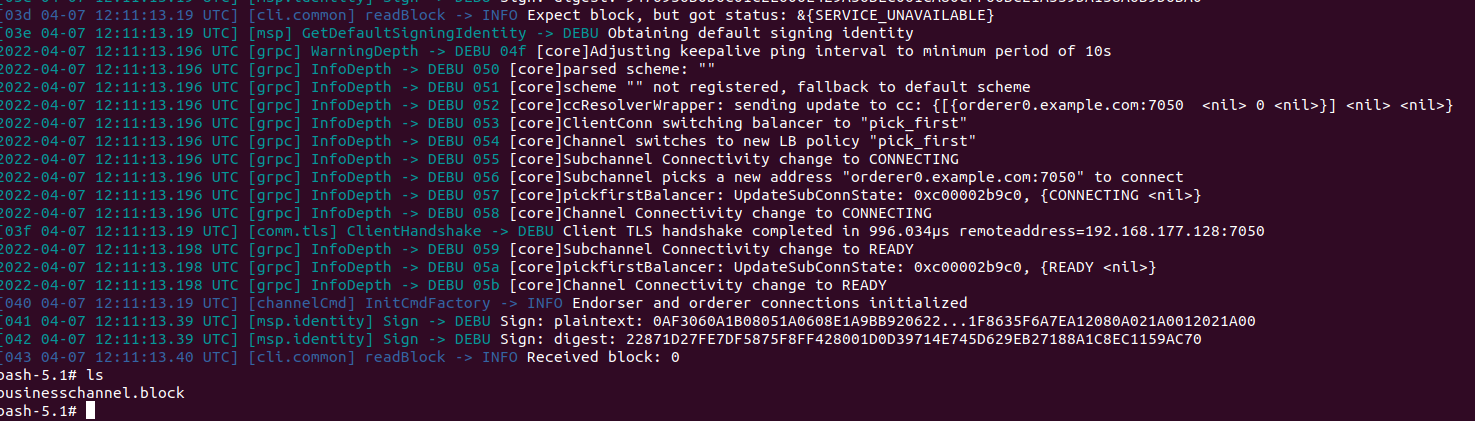 [03d 04-07 12:11:13.19 UTC] [cli.common] readBlock -> INFO Expect block, but got status: &{SERVICE_UNAVAILABLE}
[03e 04-07 12:11:13.19 UTC] [msp] GetDefaultSigningIdentity -> DEBU Obtaining default signing identity
2022-04-07 12:11:13.196 UTC [grpc] WarningDepth -> DEBU 04f [core]Adjusting keepalive ping interval to minimum period of 10s
2022-04-07 12:11:13.196 UTC [grpc] InfoDepth -> DEBU 050 [core]parsed scheme: ""
2022-04-07 12:11:13.196 UTC [grpc] InfoDepth -> DEBU 051 [core]scheme "" not registered, fallback to default scheme
2022-04-07 12:11:13.196 UTC [grpc] InfoDepth -> DEBU 052 [core]ccResolverWrapper: sending update to cc: {[{orderer0.example.com:7050  <nil> 0 <nil>}] <nil> <nil>}
2022-04-07 12:11:13.196 UTC [grpc] InfoDepth -> DEBU 053 [core]ClientConn switching balancer to "pick_first"
2022-04-07 12:11:13.196 UTC [grpc] InfoDepth -> DEBU 054 [core]Channel switches to new LB policy "pick_first"
2022-04-07 12:11:13.196 UTC [grpc] InfoDepth -> DEBU 055 [core]Subchannel Connectivity change to CONNECTING
2022-04-07 12:11:13.196 UTC [grpc] InfoDepth -> DEBU 056 [core]Subchannel picks a new address "orderer0.example.com:7050" to connect
2022-04-07 12:11:13.196 UTC [grpc] InfoDepth -> DEBU 057 [core]pickfirstBalancer: UpdateSubConnState: 0xc00002b9c0, {CONNECTING <nil>}
2022-04-07 12:11:13.196 UTC [grpc] InfoDepth -> DEBU 058 [core]Channel Connectivity change to CONNECTING
[03f 04-07 12:11:13.19 UTC] [comm.tls] ClientHandshake -> DEBU Client TLS handshake completed in 996.034µs remoteaddress=192.168.177.128:7050
2022-04-07 12:11:13.198 UTC [grpc] InfoDepth -> DEBU 059 [core]Subchannel Connectivity change to READY
2022-04-07 12:11:13.198 UTC [grpc] InfoDepth -> DEBU 05a [core]pickfirstBalancer: UpdateSubConnState: 0xc00002b9c0, {READY <nil>}
2022-04-07 12:11:13.198 UTC [grpc] InfoDepth -> DEBU 05b [core]Channel Connectivity change to READY
[040 04-07 12:11:13.19 UTC] [channelCmd] InitCmdFactory -> INFO Endorser and orderer connections initialized
[041 04-07 12:11:13.39 UTC] [msp.identity] Sign -> DEBU Sign: plaintext: 0AF3060A1B08051A0608E1A9BB920622...1F8635F6A7EA12080A021A0012021A00
[042 04-07 12:11:13.39 UTC] [msp.identity] Sign -> DEBU Sign: digest: 22871D27FE7DF5875F8FF428001D0D39714E745D629EB27188A1C8EC1159AC70
[043 04-07 12:11:13.40 UTC] [cli.common] readBlock -> INFO Received block: 0
bash-5.1# ls
businesschannel.block
bash-5.1#